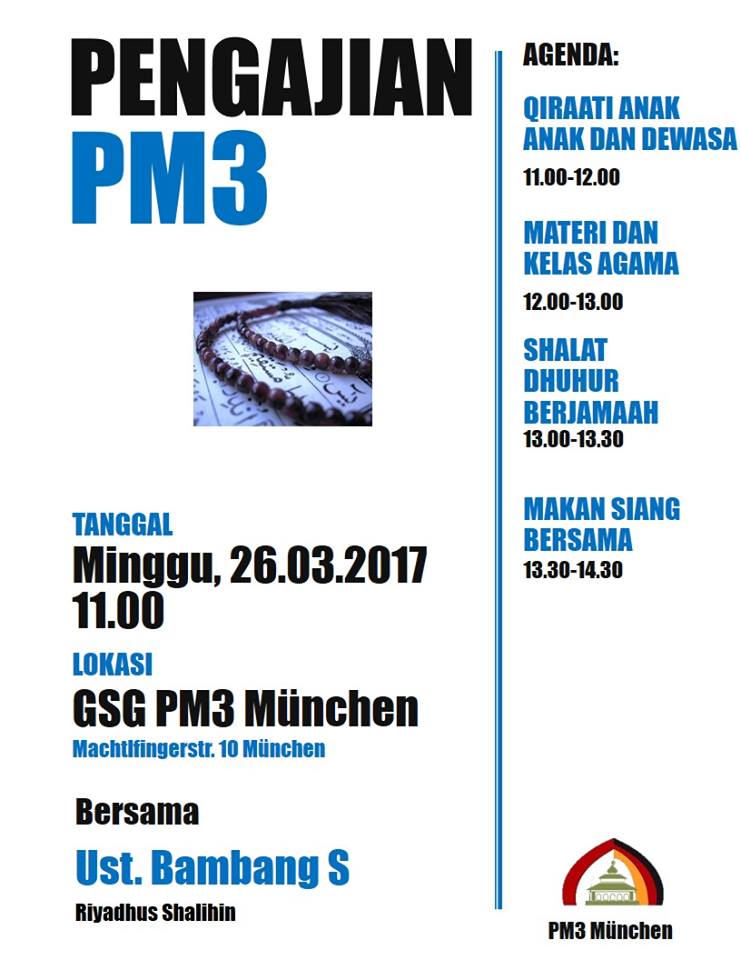 PENGAJIAN
PM3
TANGGAL
Minggu, 26.03.2017
11.00
LOKASI
GSG PM3 München
Machtlfingerstr. 10 München
Bersama
Ust. Bambang S
Riyadhus Shalihin
AGENDA:
QIRAATI ANAK
ANAK DAN DEWASA
11.00-12.00
MATERI DAN
KELAS AGAMA
12.00-13.00
SHALAT
DHUHUR
BERJAMAAH
13.00-13.30
MAKAN SIANG
BERSAMA
13.30-14.30
PM3 München